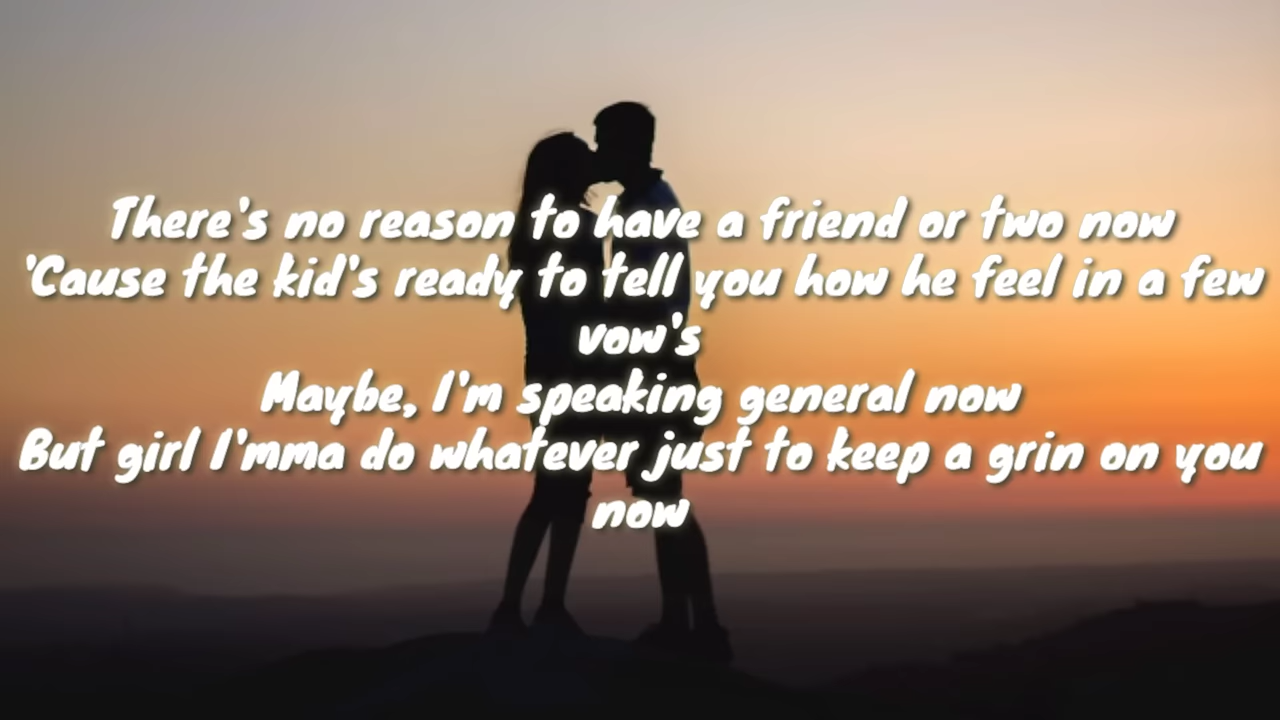 There's no reason to have a friend or two now
'Cause the kid's ready to tell you how he feel in a few
vow's
Maybe, I'm speaking general now
But girl I'mma do whatever just to keep a grin on you
now